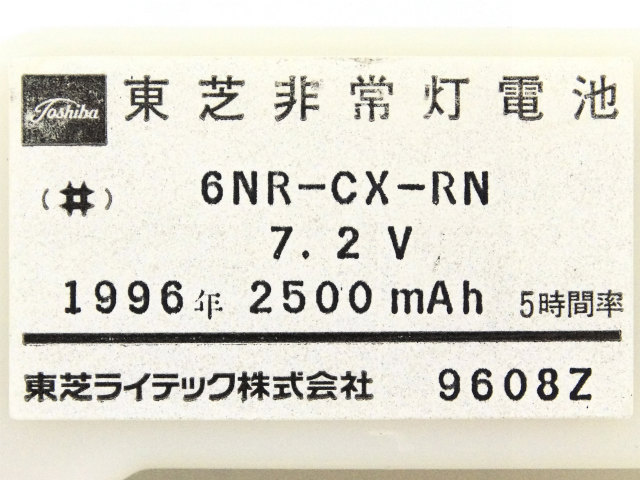 Toshiba 東芝非常灯電池
(井) 6NR-CX-RN
7.2V
1996年 2500mAh 5時間率
東芝ライテック株式会社 9608Z